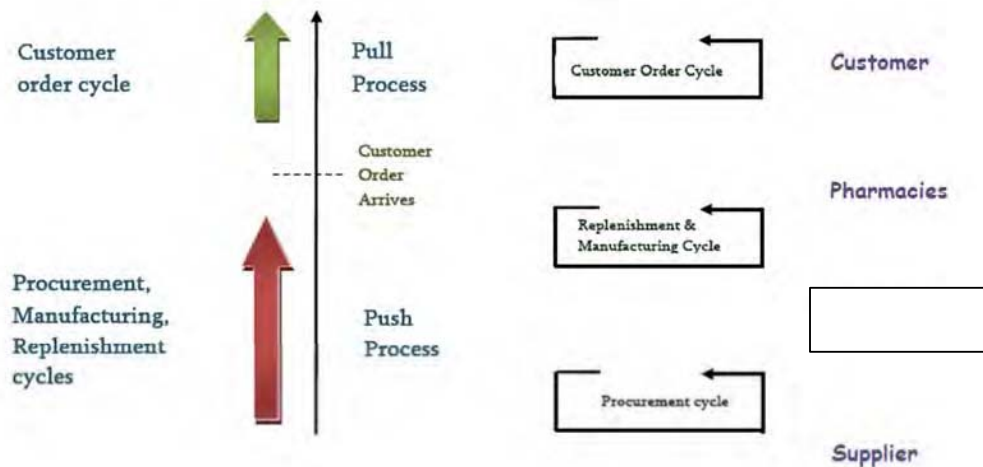 Customer
order cycle
Pull
Process
Customer
Order
Arrives
Procurement,
Manufacturing,
Replenishment
cycles
Push
Process
Customer Order Cycle
Replenishment &
Manufacturing Cycle
Procurement cycle
Customer
Pharmacies
Supplier